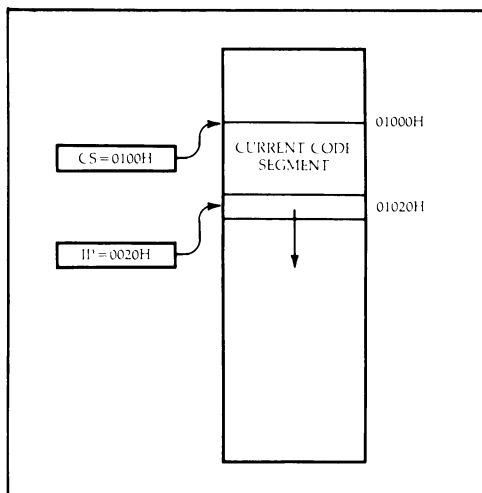 01000H
CS = 0100H
CURRENT CODE
SEGMENT
01020H
IP = 0020H